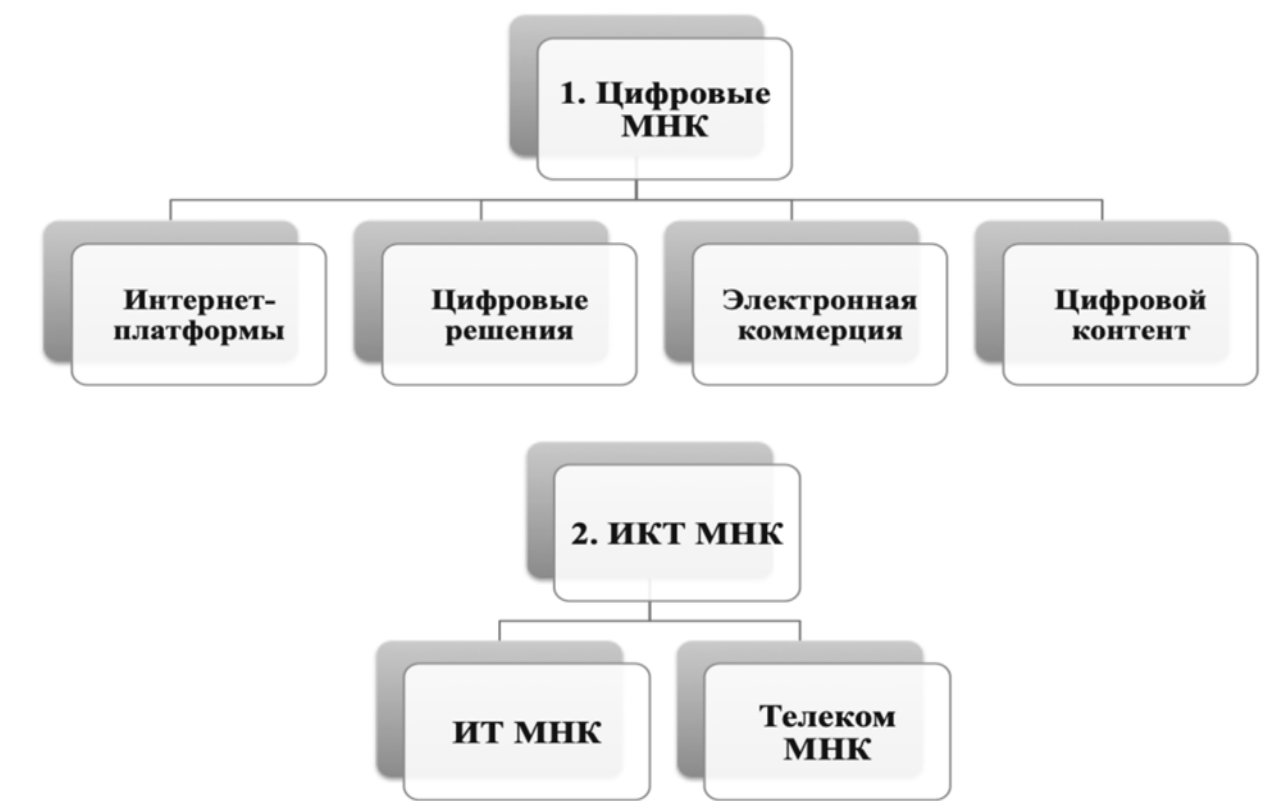 1. Цифровые
МНК
Интернет-
платформы
Цифровые
решения
Электронная
коммерция
Цифровой
контент
2. ИКТ МНК
ИТ МНК
Телеком
МНК